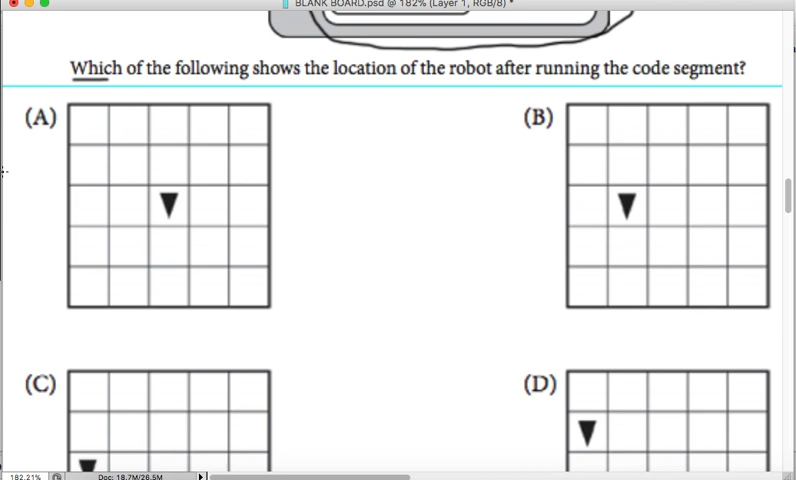 BLANK BOARD.psd @ 182% (Layer 1, RGB/8) *
Which of the following shows the location of the robot after running the code segment?
(A)
(B)
(C)
(D)
182.21%
Doc: 18.7M/26.5M